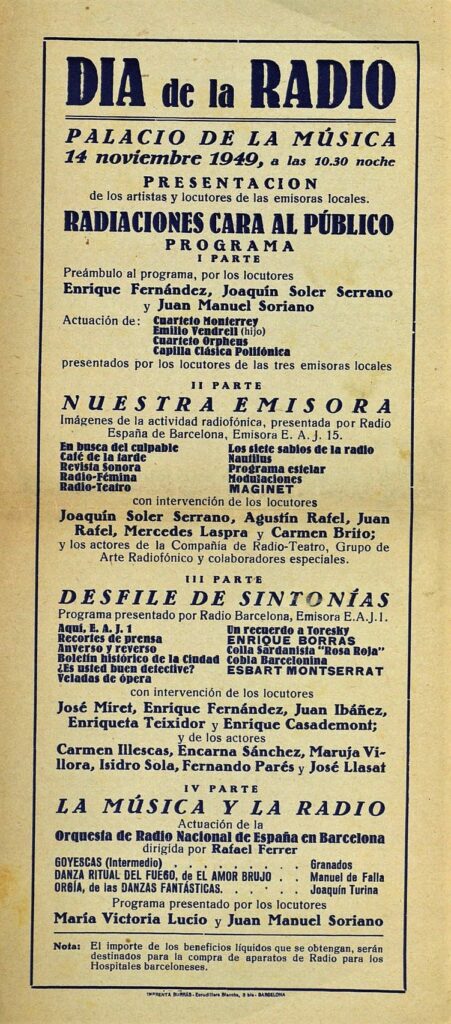 DIA de la RADIO
PALACIO DE LA MÚSICA
14 noviembre 1949, a las 10.30 noche
PRESENTACION
de los artistas y locutores de las emisoras locales.
RADIACIONES CARA AL PÚBLICO
PROGRAMA
I PARTE
Preámbulo al programa, por los locutores
Enrique Fernández, Joaquín Soler Serrano
y Juan Manuel Soriano
Actuación de: Cuarteto Monterrey
Emilio Vendrell (hijo)
Cuarteto Orpheus
Capilla Clásica Polifónica
presentados por los locutores de las tres emisoras locales
II PARTE
NUESTRA EMISORA
Imágenes de la actividad radiofónica, presentada por Radio
España de Barcelona, Emisora E. A. J. 15.
En busca del culpable
Café de la tarde
Revista Sonora
Radio-Fémina
Radio-Teatro
Los siete sabios de la radio
Nautilus
Programa estelar
Modulaciones
MAGINET
con intervención de los locutores
Joaquín Soler Serrano, Agustín Rafel, Juan
Rafel, Mercedes Laspra y Carmen Brito;
y los actores de la Compañía de Radio-Teatro, Grupo de
Arte Radiofónico y colaboradores especiales.
III PARTE
DESFILE DE SINTONÍAS
Programa presentado por Radio Barcelona, Emisora E.A.J.1.
Aquí, E. A. J. 1
Recortes de prensa
Anverso y reverso
Boletín histórico de la Ciudad
¿Es usted buen detective?
Veladas de ópera
Un recuerdo a Toresky
ENRIQUE BORRAS
Colla Sardanista "Rosa Roja"
Cobla Barcelonina
ESBART MONTSERRAT
con intervención de los locutores
José Miret, Enrique Fernández, Juan Ibáñez,
Enriqueta Teixidor y Enrique Casademont;
y de los actores
Carmen Illescas, Encarna Sánchez, Maruja Vi-
llora, Isidro Sola, Fernando Parés y José Llasat
IV PARTE
LA MÚSICA Y LA RADIO
Actuación de la
Orquesta de Radio Nacional de España en Barcelona
dirigida por Rafael Ferrer
GOYESCAS (Intermedio) . . . . . . . . . Granados
DANZA RITUAL DEL FUEGO, de EL AMOR BRUJO . . Manuel de Falla
ORGÍA, de las DANZAS FANTÁSTICAS. . . . . . Joaquín Turina
Programa presentado por los locutores
María Victoria Lucio y Juan Manuel Soriano
Nota: El importe de los beneficios líquidos que se obtengan, serán
destinados para la compra de aparatos de Radio para los
Hospitales barceloneses.
IMPRENTA BORRÁS.- Escudillers Blanchs, 3 bis - BARCELONA